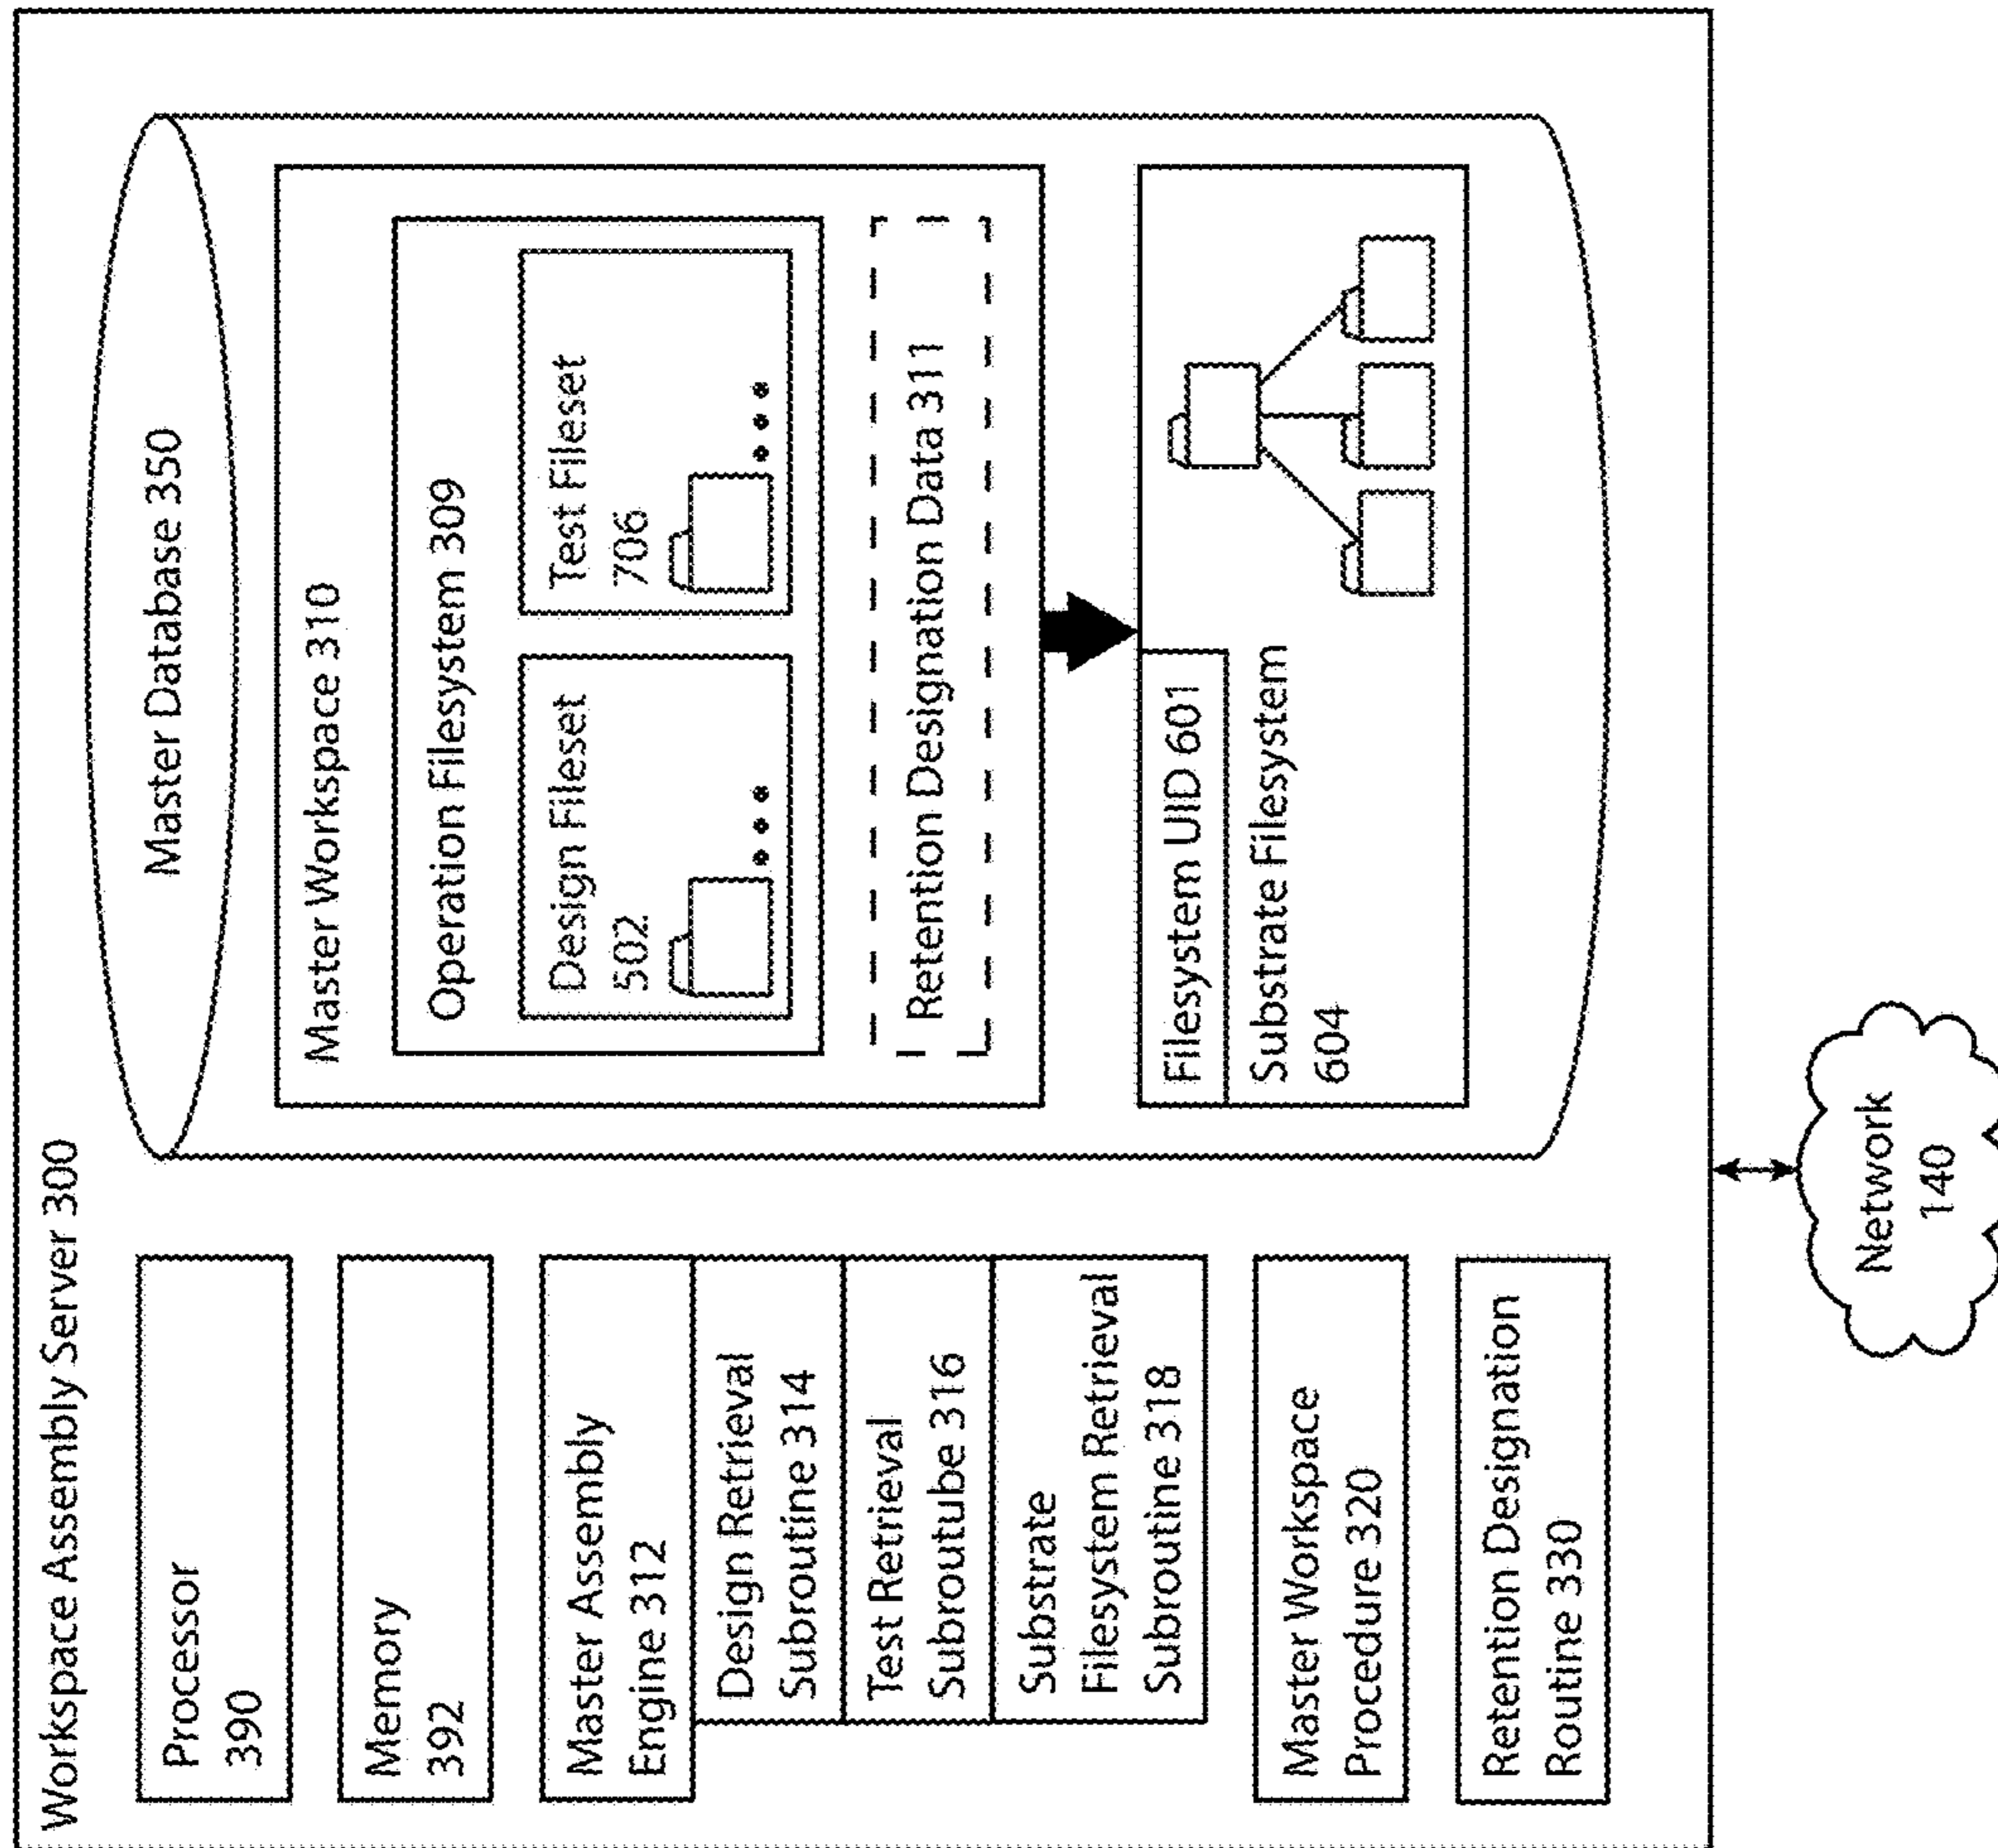 Workspace Assembly Server 300
Processor
390
Memory
392
Master Assembly
Engine 312
Design Retrieval
Subroutine 314
Test Retrieval
Subroutube 316
Substrate
Filesystem Retrieval
Subroutine 318
Master Workspace
Procedure 320
Retention Designation
Routine 330
Master Database 350
Master Workspace 310
Operation Filesystem 309
Design Fileset
502
Test Fileset
706
Retention Designation Data 311
Filesystem UID 601
Substrate Filesystem
604
Network
140